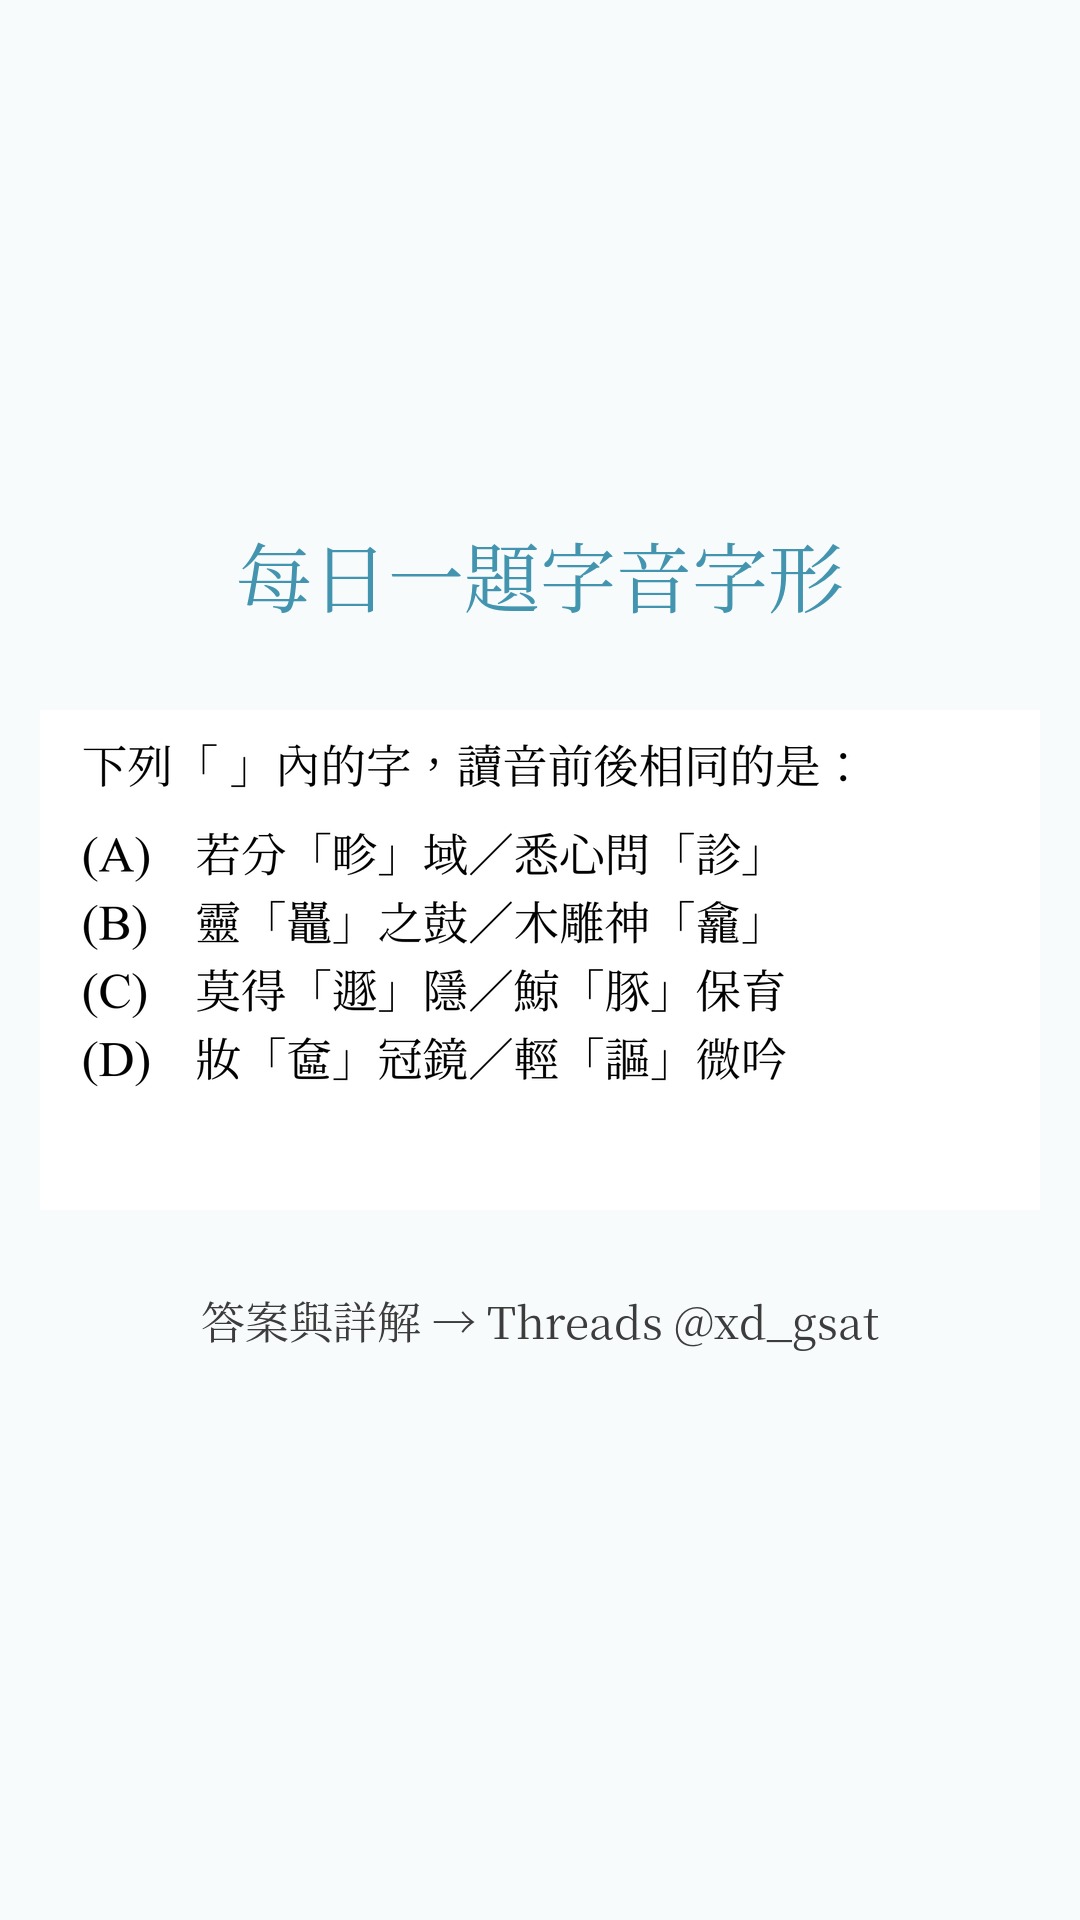 每日一題字音字形
下列「 」內的字，讀音前後相同的是：
(A) 若分「畛」域／悉心問「診」
(B) 靈「鼉」之鼓／木雕神「龕」
(C) 莫得「遯」隱／鯨「豚」保育
(D) 妝「奩」冠鏡／輕「謳」微吟
答案與詳解 → Threads @xd_gsat